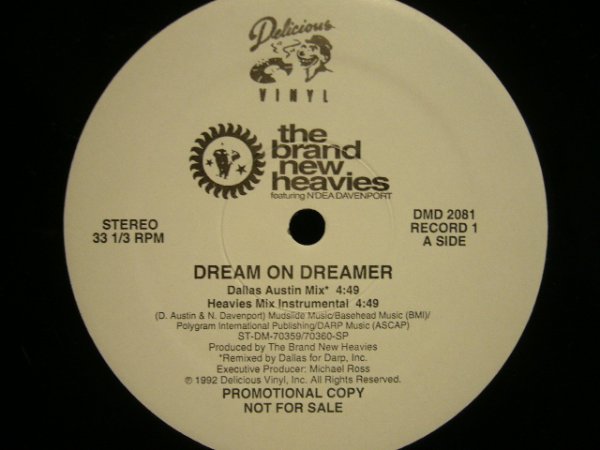 Delicious
VINYL
the
brand
new
heavies
featuring N'DEA DAVENPORT
STEREO
33 1/3 RPM
DMD 2081
RECORD 1
A SIDE
DREAM ON DREAMER
Dallas Austin Mix* 4:49
Heavies Mix Instrumental 4:49
(D. Austin & N. Davenport) Mudslide Music/Basehead Music (BMI)/
Polygram International Publishing/DARP Music (ASCAP)
ST-DM-70359/70360-SP
Produced by The Brand New Heavies
*Remixed by Dallas for Darp, Inc.
Executive Producer: Michael Ross
℗ 1992 Delicious Vinyl, Inc. All Rights Reserved.
PROMOTIONAL COPY
NOT FOR SALE